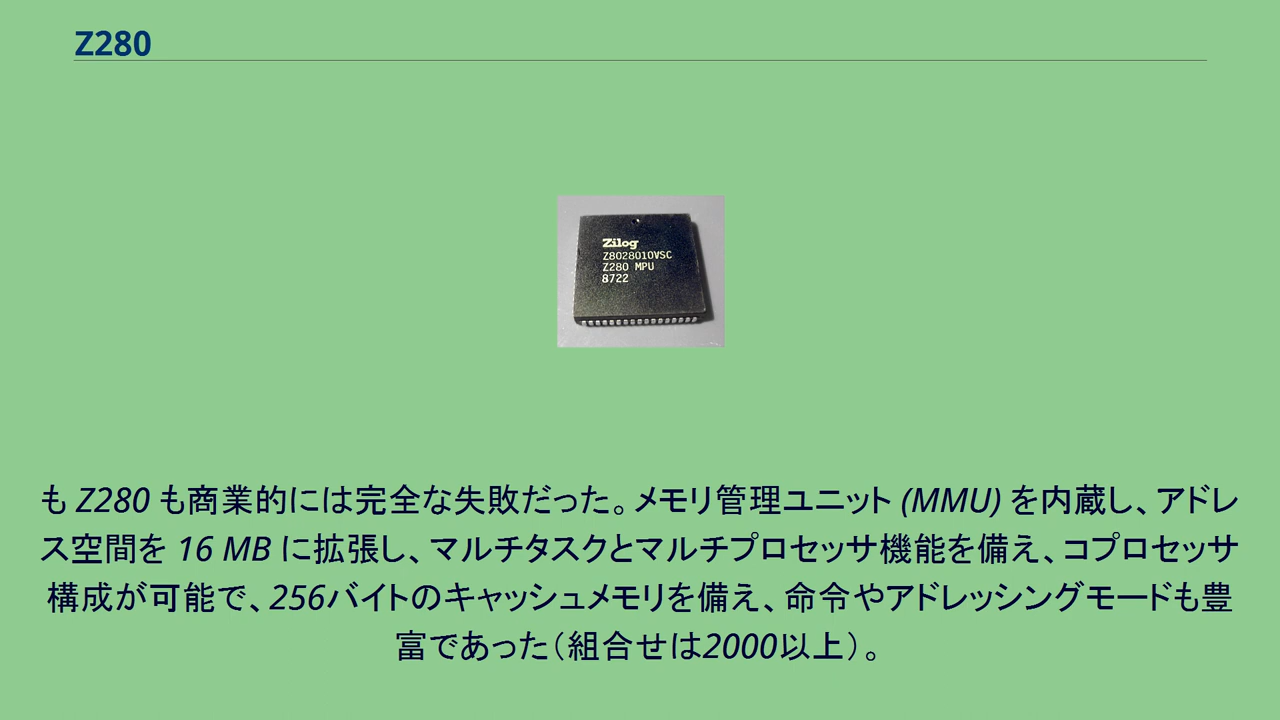 Z280
Zilog
Z8028010VSC
Z280 MPU
8722
も Z280 も商業的には完全な失敗だった。メモリ管理ユニット (MMU) を内蔵し、アドレ
ス空間を 16 MB に拡張し、マルチタスクとマルチプロセッサ機能を備え、コプロセッサ
構成が可能で、256バイトのキャッシュメモリを備え、命令やアドレッシングモードも豊
富であった（組合せは2000以上）。